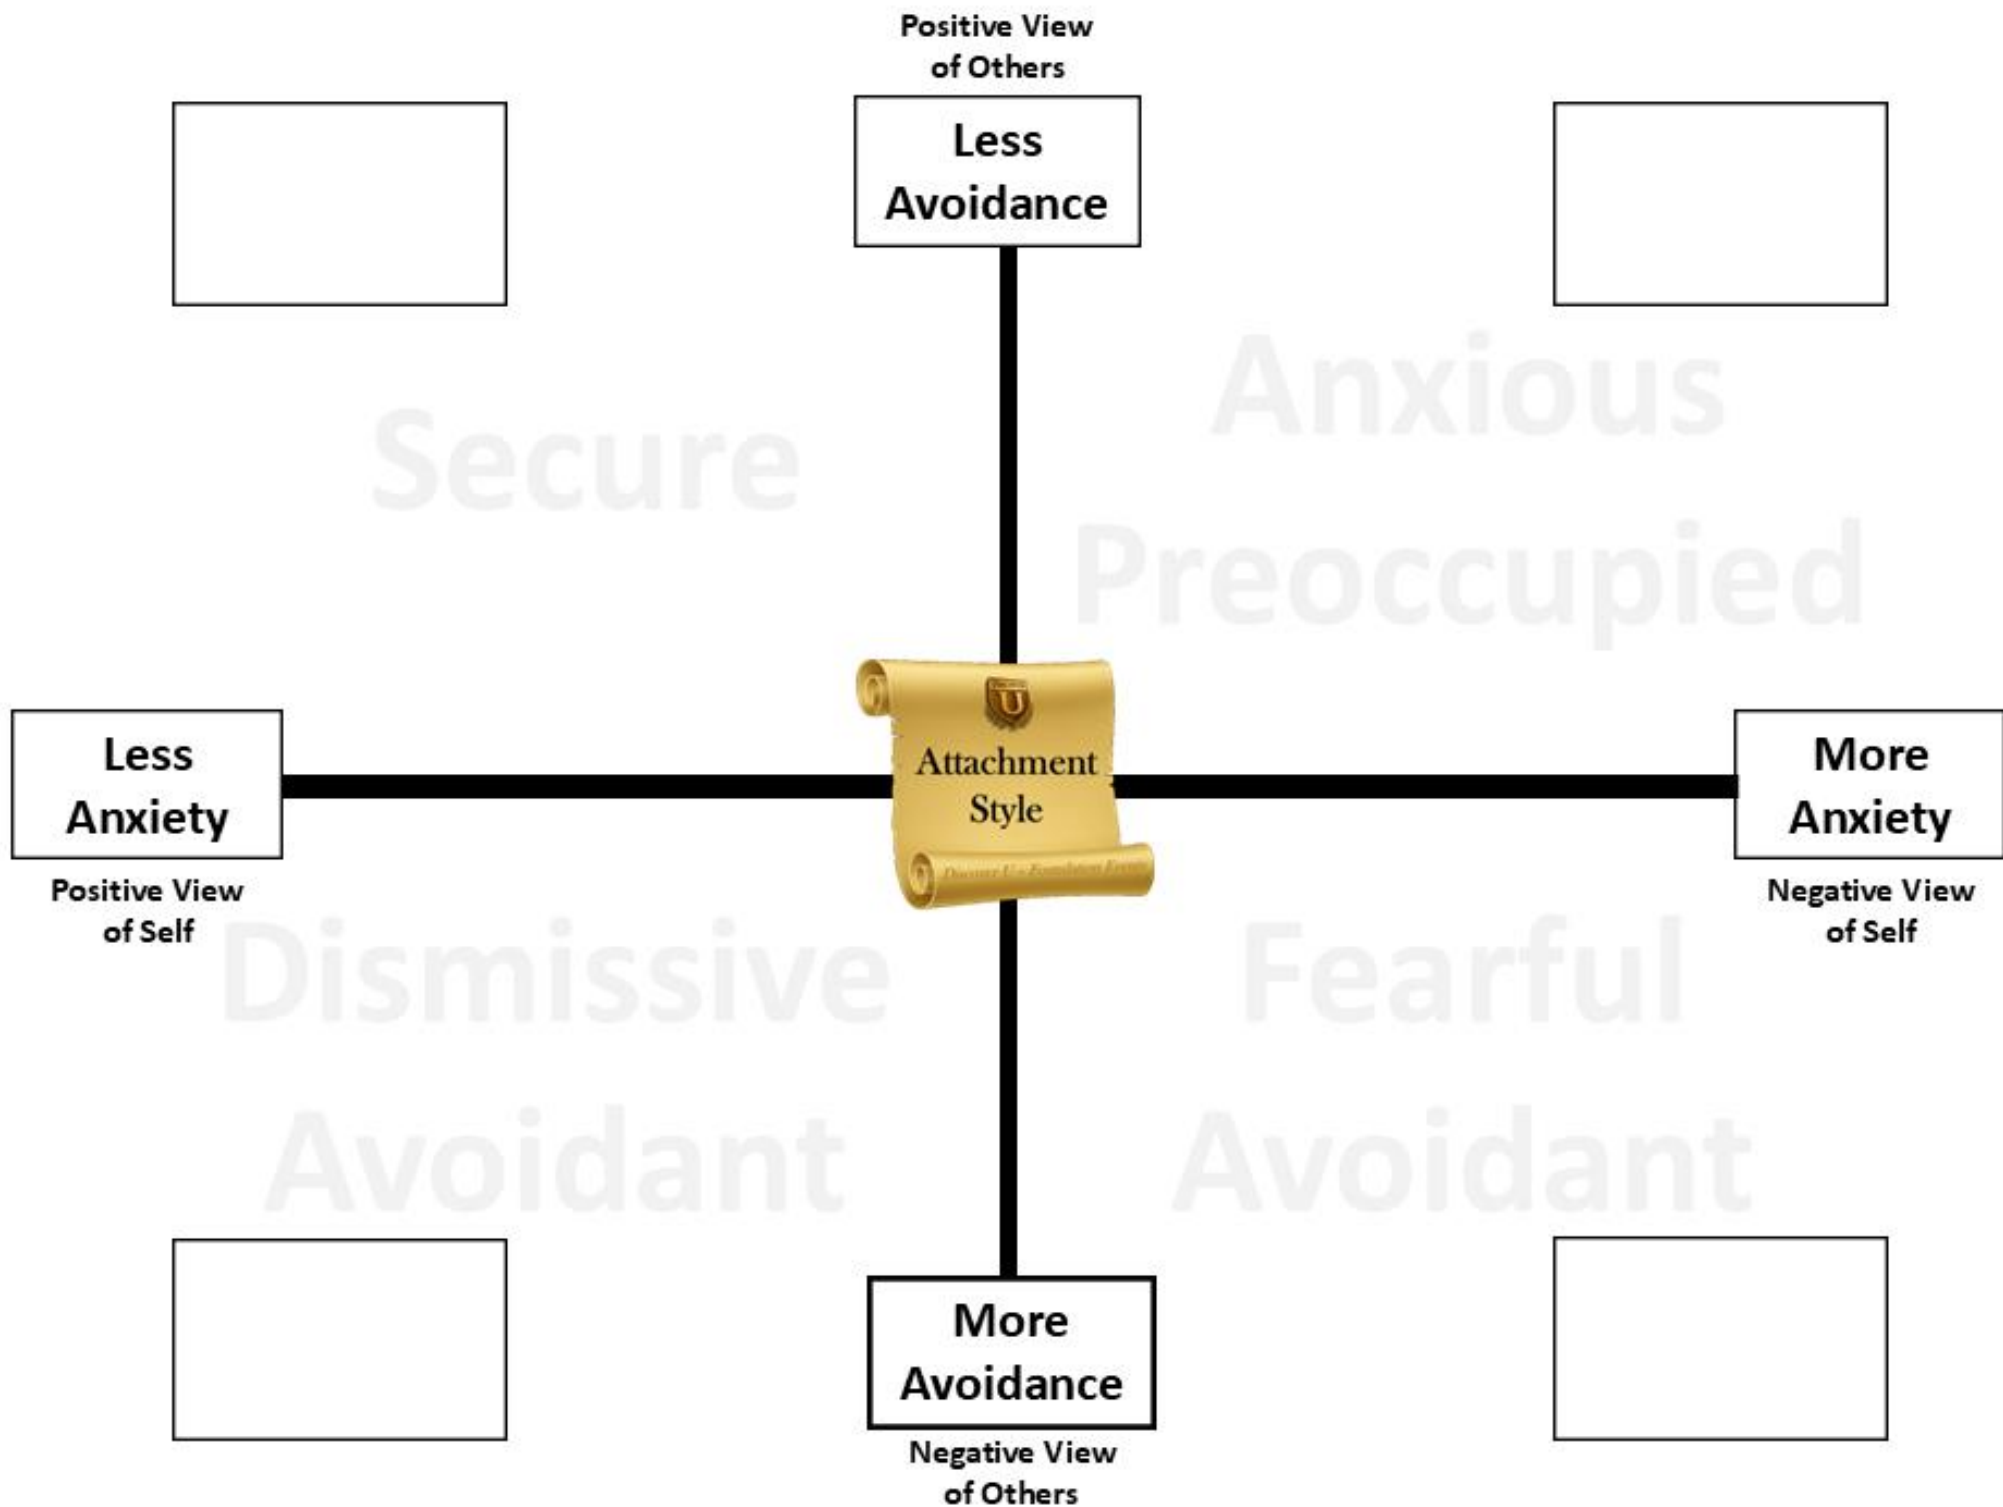 Positive View
of Others
Less
Avoidance
Anxious
Secure
Preoccupied
U
Attachment
Style
Less
Anxiety
More
Anxiety
Positive View
of Self
Negative View
of Self
Dismissive
Avoidant
Fearful
Avoidant
More
Avoidance
Negative View
of Others